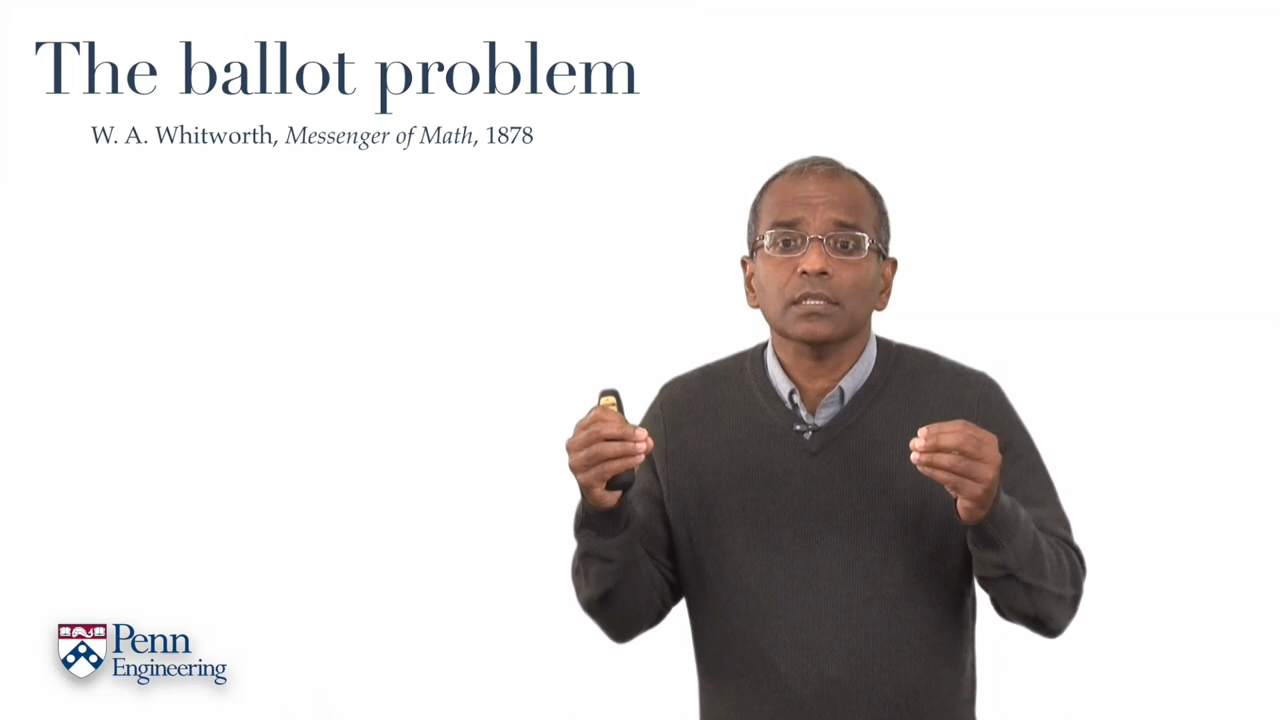 The ballot problem
W. A. Whitworth, Messenger of Math, 1878
Penn
Engineering